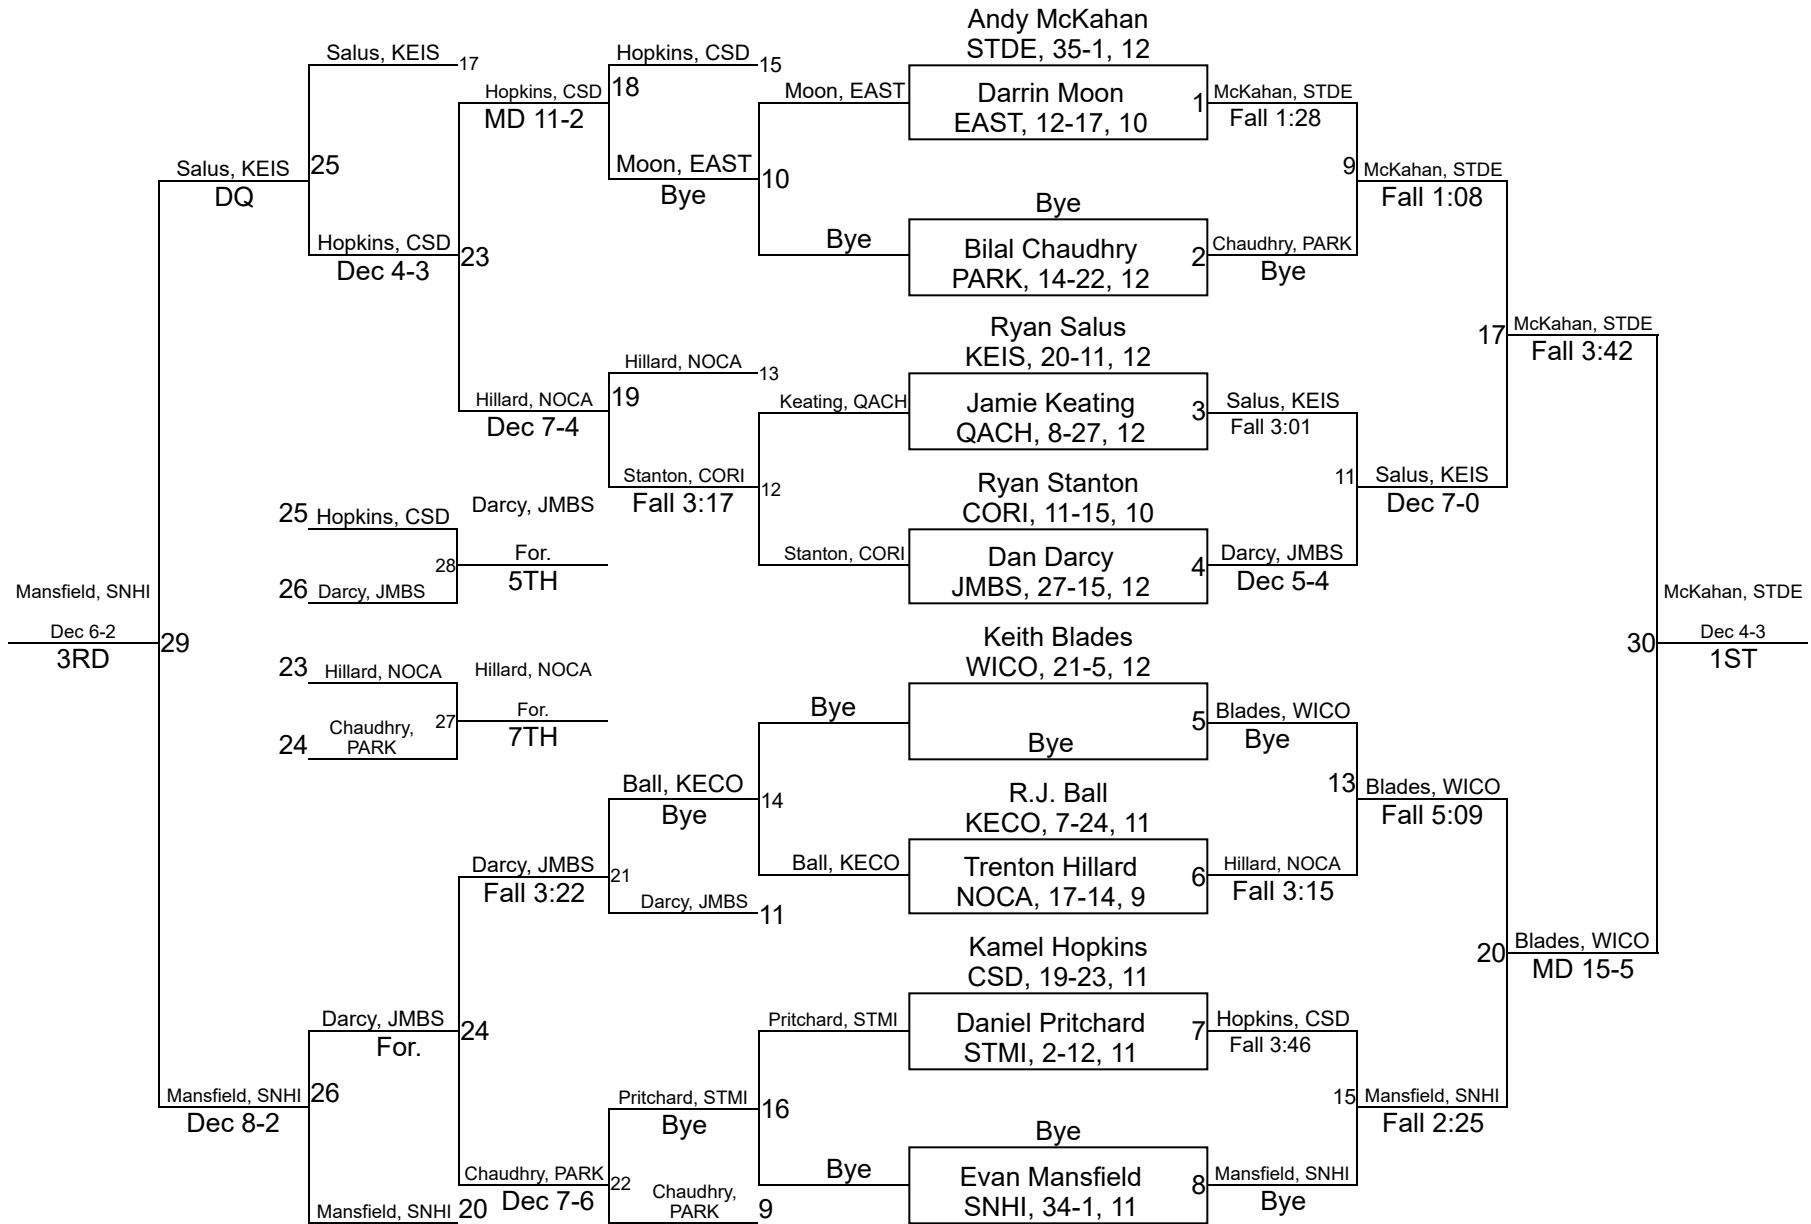 Andy McKahan
STDE, 35-1, 12
Salus, KEIS 17
Hopkins, CSD 15
Hopkins, CSD 18
MD 11-2
Moon, EAST
Darrin Moon
EAST, 12-17, 10
1
McKahan, STDE
Fall 1:28
Salus, KEIS 25
DQ
Moon, EAST 10
Bye
9
McKahan, STDE
Fall 1:08
Bye
Hopkins, CSD 23
Dec 4-3
Bye
Bilal Chaudhry
PARK, 14-22, 12
2
Chaudhry, PARK
Bye
Ryan Salus
KEIS, 20-11, 12
17
McKahan, STDE
Fall 3:42
Hillard, NOCA 13
Hillard, NOCA 19
Dec 7-4
Keating, QACH
Jamie Keating
QACH, 8-27, 12
3
Salus, KEIS
Fall 3:01
Stanton, CORI 12
Fall 3:17
Ryan Stanton
CORI, 11-15, 10
11
Salus, KEIS
Dec 7-0
25 Hopkins, CSD
Darcy, JMBS
28
For.
5TH
26 Darcy, JMBS
Stanton, CORI
Dan Darcy
JMBS, 27-15, 12
4
Darcy, JMBS
Dec 5-4
Mansfield, SNHI
Dec 6-2
3RD
29
Keith Blades
WICO, 21-5, 12
McKahan, STDE
30
Dec 4-3
1ST
23 Hillard, NOCA
Hillard, NOCA
27
For.
7TH
24
Chaudhry,
PARK
Bye
Bye
5
Blades, WICO
Bye
Ball, KECO 14
Bye
R.J. Ball
KECO, 7-24, 11
13
Blades, WICO
Fall 5:09
Darcy, JMBS 21
Fall 3:22
Ball, KECO
Trenton Hillard
NOCA, 17-14, 9
6
Hillard, NOCA
Fall 3:15
Darcy, JMBS 11
Kamel Hopkins
CSD, 19-23, 11
20
Blades, WICO
MD 15-5
Darcy, JMBS 24
For.
Pritchard, STMI
Daniel Pritchard
STMI, 2-12, 11
7
Hopkins, CSD
Fall 3:46
Mansfield, SNHI 26
Dec 8-2
Pritchard, STMI 16
Bye
15
Mansfield, SNHI
Fall 2:25
Bye
Chaudhry, PARK 22
Dec 7-6
Bye
Evan Mansfield
SNHI, 34-1, 11
8
Mansfield, SNHI
Bye
Mansfield, SNHI 20
Chaudhry,
PARK
9